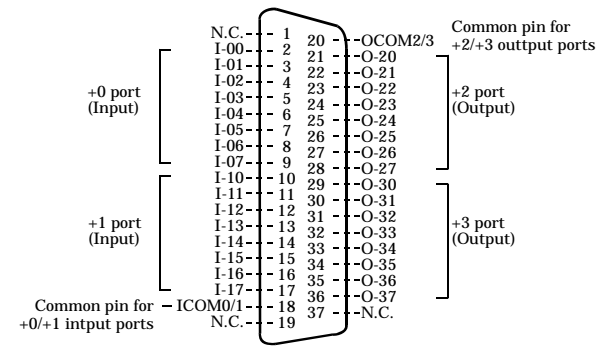 N.C. 1
I-00 2
I-01 3
I-02 4
I-03 5
I-04 6
I-05 7
I-06 8
I-07 9
I-10 10
I-11 11
I-12 12
I-13 13
I-14 14
I-15 15
I-16 16
I-17 17
ICOM0/1 18
N.C. 19
+0 port
(Input)
+1 port
(Input)
Common pin for
+0/+1 intput ports
20 OCOM2/3
21 O-20
22 O-21
23 O-22
24 O-23
25 O-24
26 O-25
27 O-26
28 O-27
29 O-30
30 O-31
31 O-32
32 O-33
33 O-34
34 O-35
35 O-36
36 O-37
37 N.C.
Common pin for
+2/+3 outtput ports
+2 port
(Output)
+3 port
(Output)